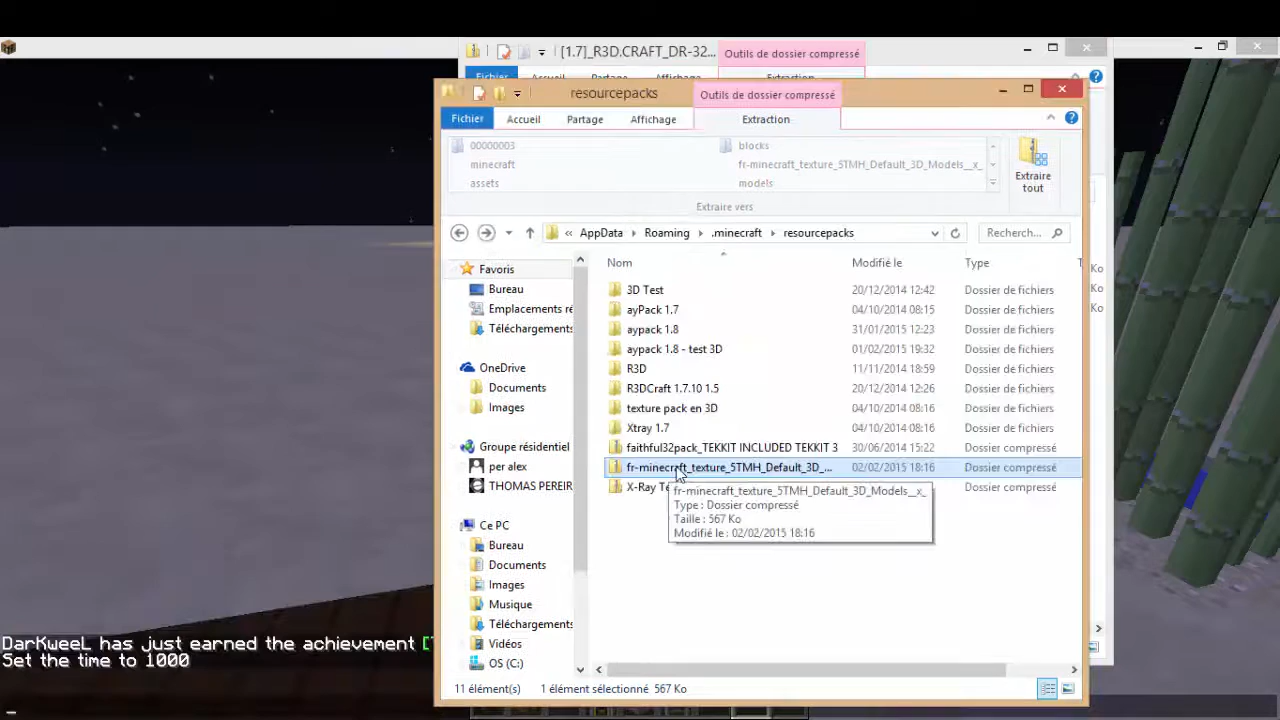 [1.7]_R3D.CRAFT_DR-32...
Outils de dossier compressé
resourcepacks
Outils de dossier compressé
Fichier
Accueil
Partage
Affichage
Extraction
00000003
blocks
minecraft
fr-minecraft_texture_5TMH_Default_3D_Models__x_
assets
models
Extraire tout
Extraire vers
« AppData Roaming .minecraft resourcepacks
Recherc...
Nom Modifié le Type
Favoris
Bureau
Emplacements ré
Téléchargements
OneDrive
Documents
Images
Groupe résidentiel
per alex
THOMAS PEREIR
Ce PC
Bureau
Documents
Images
Musique
Téléchargements
Vidéos
OS (C:)
3D Test 20/12/2014 12:42 Dossier de fichiers
ayPack 1.7 04/10/2014 08:15 Dossier de fichiers
aypack 1.8 31/01/2015 12:23 Dossier de fichiers
aypack 1.8 - test 3D 01/02/2015 19:32 Dossier de fichiers
R3D 11/11/2014 18:59 Dossier de fichiers
R3DCraft 1.7.10 1.5 20/12/2014 12:26 Dossier de fichiers
texture pack en 3D 04/10/2014 08:16 Dossier de fichiers
Xtray 1.7 04/10/2014 08:16 Dossier de fichiers
faithful32pack_TEKKIT INCLUDED TEKKIT 3 30/06/2014 15:22 Dossier compressé
fr-minecraft_texture_5TMH_Default_3D_... 02/02/2015 18:16 Dossier compressé
X-Ray Te Dossier compressé
fr-minecraft_texture_5TMH_Default_3D_Models__x_
Type : Dossier compressé
Taille : 567 Ko
Modifié le : 02/02/2015 18:16
Ko
Ko
Ko
11 élément(s) 1 élément sélectionné 567 Ko
DarKweeL has just earned the achievement [
Set the time to 1000